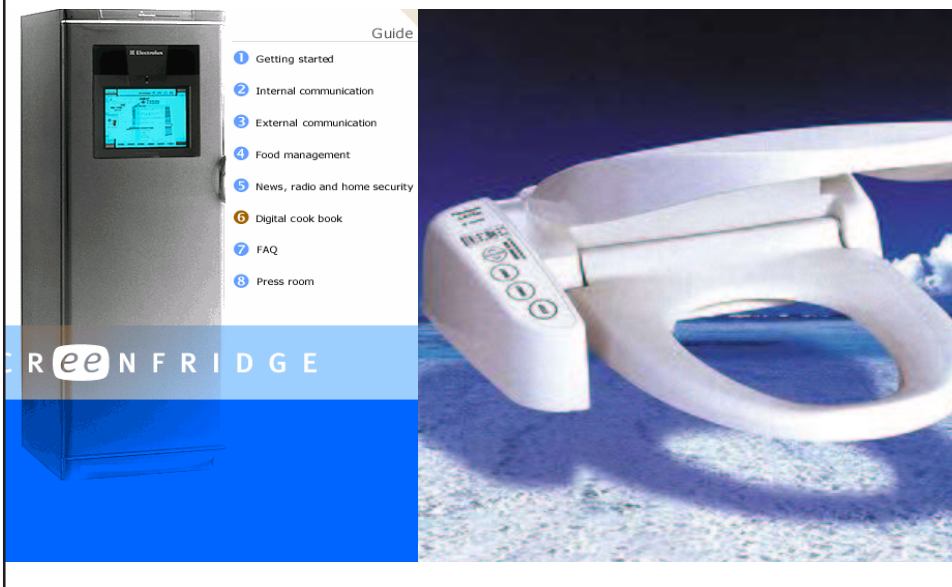 Guide
Electrolux
1 Getting started
2 Internal communication
3 External communication
4 Food management
5 News, radio and home security
6 Digital cook book
7 FAQ
8 Press room
CReeNFRIDGE